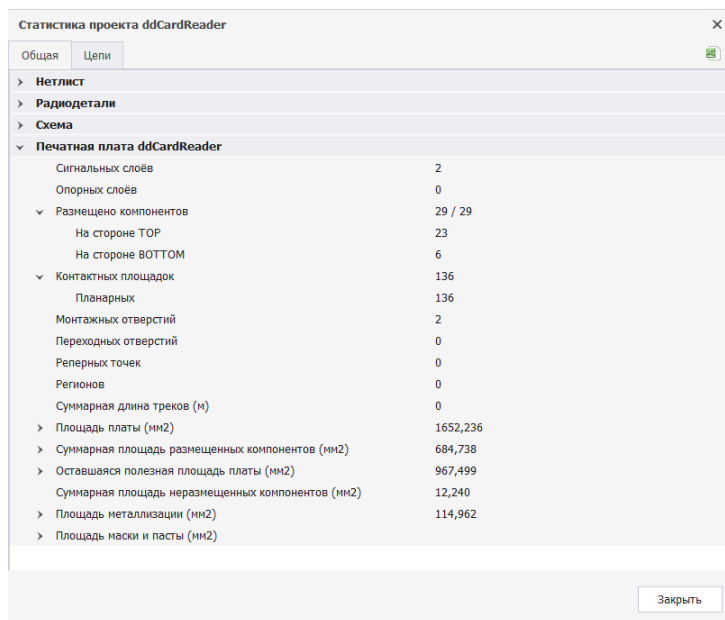 Статистика проекта ddCardReader
Общая Цепи
Нетлист
Радиодетали
Схема
Печатная плата ddCardReader
Сигнальных слоёв 2
Опорных слоёв 0
Размещено компонентов 29 / 29
На стороне TOP 23
На стороне BOTTOM 6
Контактных площадок 136
Планарных 136
Монтажных отверстий 2
Переходных отверстий 0
Реперных точек 0
Регионов 0
Суммарная длина треков (м) 0
Площадь платы (мм2) 1652,236
Суммарная площадь размещенных компонентов (мм2) 684,738
Оставшаяся полезная площадь платы (мм2) 967,499
Суммарная площадь неразмещенных компонентов (мм2) 12,240
Площадь металлизации (мм2) 114,962
Площадь маски и пасты (мм2)
Закрыть